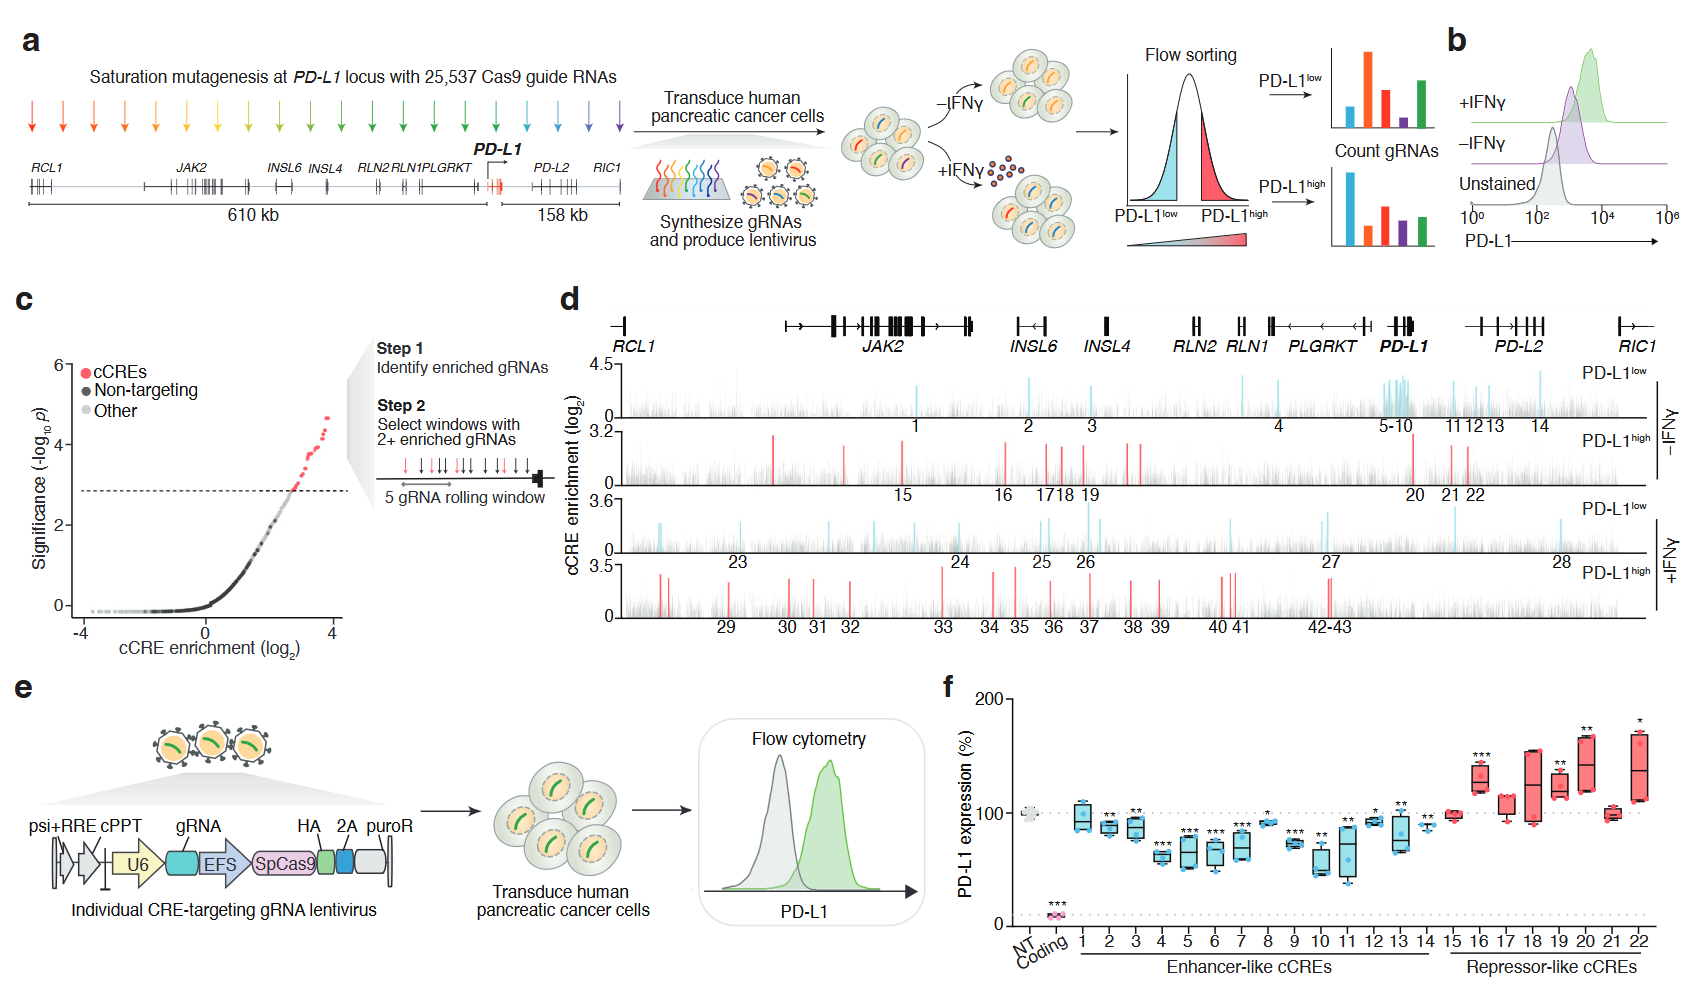 a
Saturation mutagenesis at PD-L1 locus with 25,537 Cas9 guide RNAs
RCL1 JAK2 INSL6 INSL4 RLN2 RLN1 PLGRKT PD-L1 PD-L2 RIC1
610 kb 158 kb
Transduce human
pancreatic cancer cells
Synthesize gRNAs
and produce lentivirus
–IFNγ
+IFNγ
Flow sorting
PD-L1low PD-L1high
PD-L1low
Count gRNAs
PD-L1high
b
+IFNγ
–IFNγ
Unstained
10⁰ 10² 10⁴ 10⁶
PD-L1
c
Significance (-log₁₀ p)
6
4
2
0
cCREs
Non-targeting
Other
-4 0 4
cCRE enrichment (log₂)
Step 1
Identify enriched gRNAs
Step 2
Select windows with
2+ enriched gRNAs
5 gRNA rolling window
d
RCL1 JAK2 INSL6 INSL4 RLN2 RLN1 PLGRKT PD-L1 PD-L2 RIC1
cCRE enrichment (log₂)
4.5
0
PD-L1low
1 2 3 4 5-10 11 12 13 14
3.2
0
PD-L1high
15 16 17 18 19 20 21 22
–IFNγ
3.6
0
PD-L1low
23 24 25 26 27 28
3.5
0
PD-L1high
29 30 31 32 33 34 35 36 37 38 39 40 41 42-43
+IFNγ
e
psi+RRE cPPT gRNA HA 2A puroR
U6 EFS SpCas9
Individual CRE-targeting gRNA lentivirus
Transduce human
pancreatic cancer cells
Flow cytometry
PD-L1
f
PD-L1 expression (%)
200
100
0
*** ** ** *** *** *** *** * *** ** ** * ** ** *** ** ** *
NT Coding 1 2 3 4 5 6 7 8 9 10 11 12 13 14 15 16 17 18 19 20 21 22
Enhancer-like cCREs Repressor-like cCREs